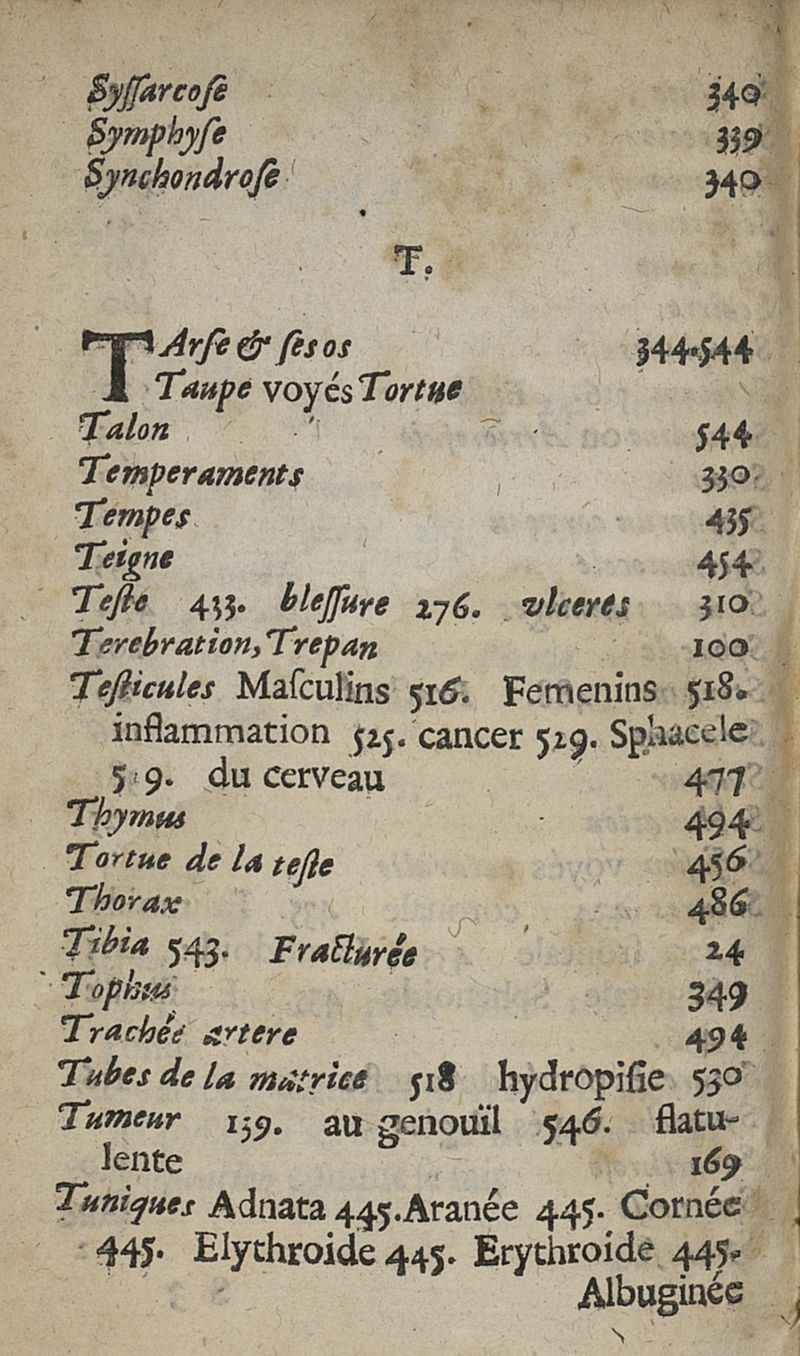 Syſſarcoſe 340
Symphyſe 339
Synchondroſe 340
T.
TArſe & ſes os 344.544
Taupe voyés Tortue
Talon 544
Temperaments 330
Tempes 435
Teigne 454
Teſte 433. bleſſure 276. vlceres 310
Terebration, Trepan 100
Teſticules Maſculins 516. Femenins 518.
inflammation 525. cancer 529. Sphacele
du cerveau 477
Thymus 494
Tortue de la teſte 456
Thorax 486
Tibia 543. Fracturée 24
Tophus 349
Trachée artere 494
Tubes de la matrice 518 hydropiſie 530
Tumeur 139. au genouïl 546. flatu-
lente 169
Tuniques Adnata 445. Aranée 445. Cornée
445. Elythroide 445. Erythroide 445.
Albuginée